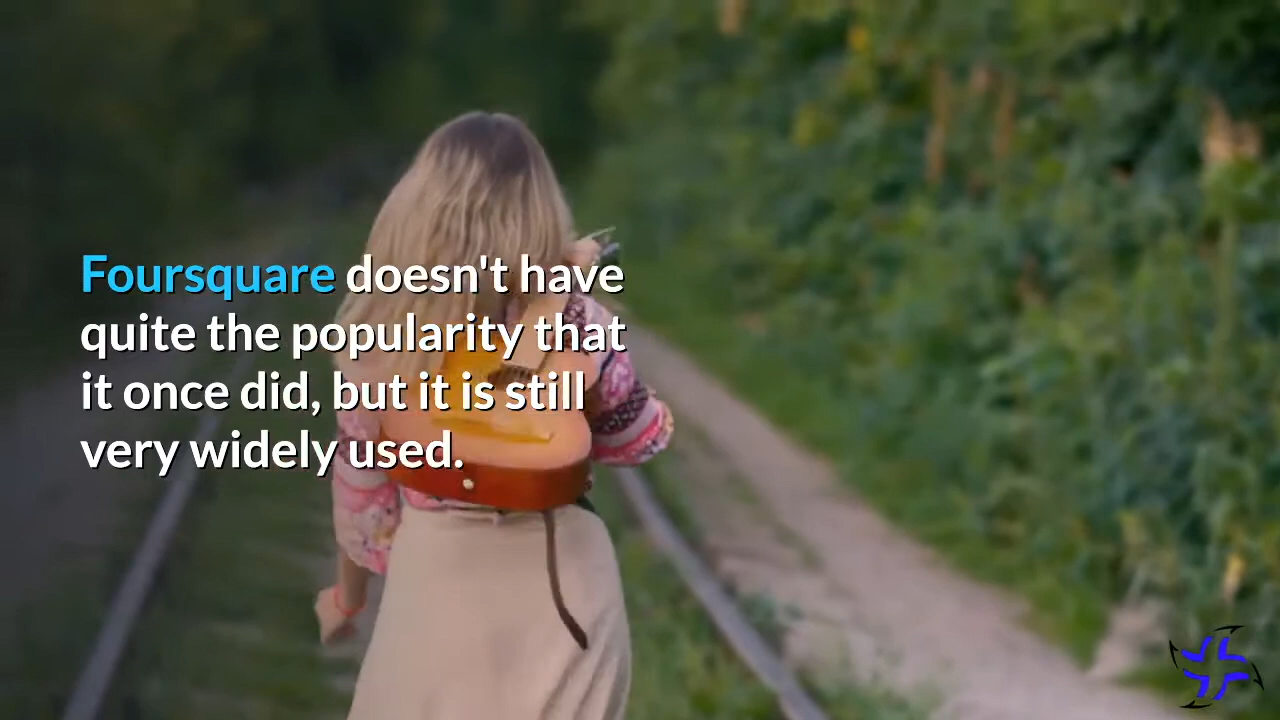 Foursquare doesn't have
quite the popularity that
it once did, but it is still
very widely used.